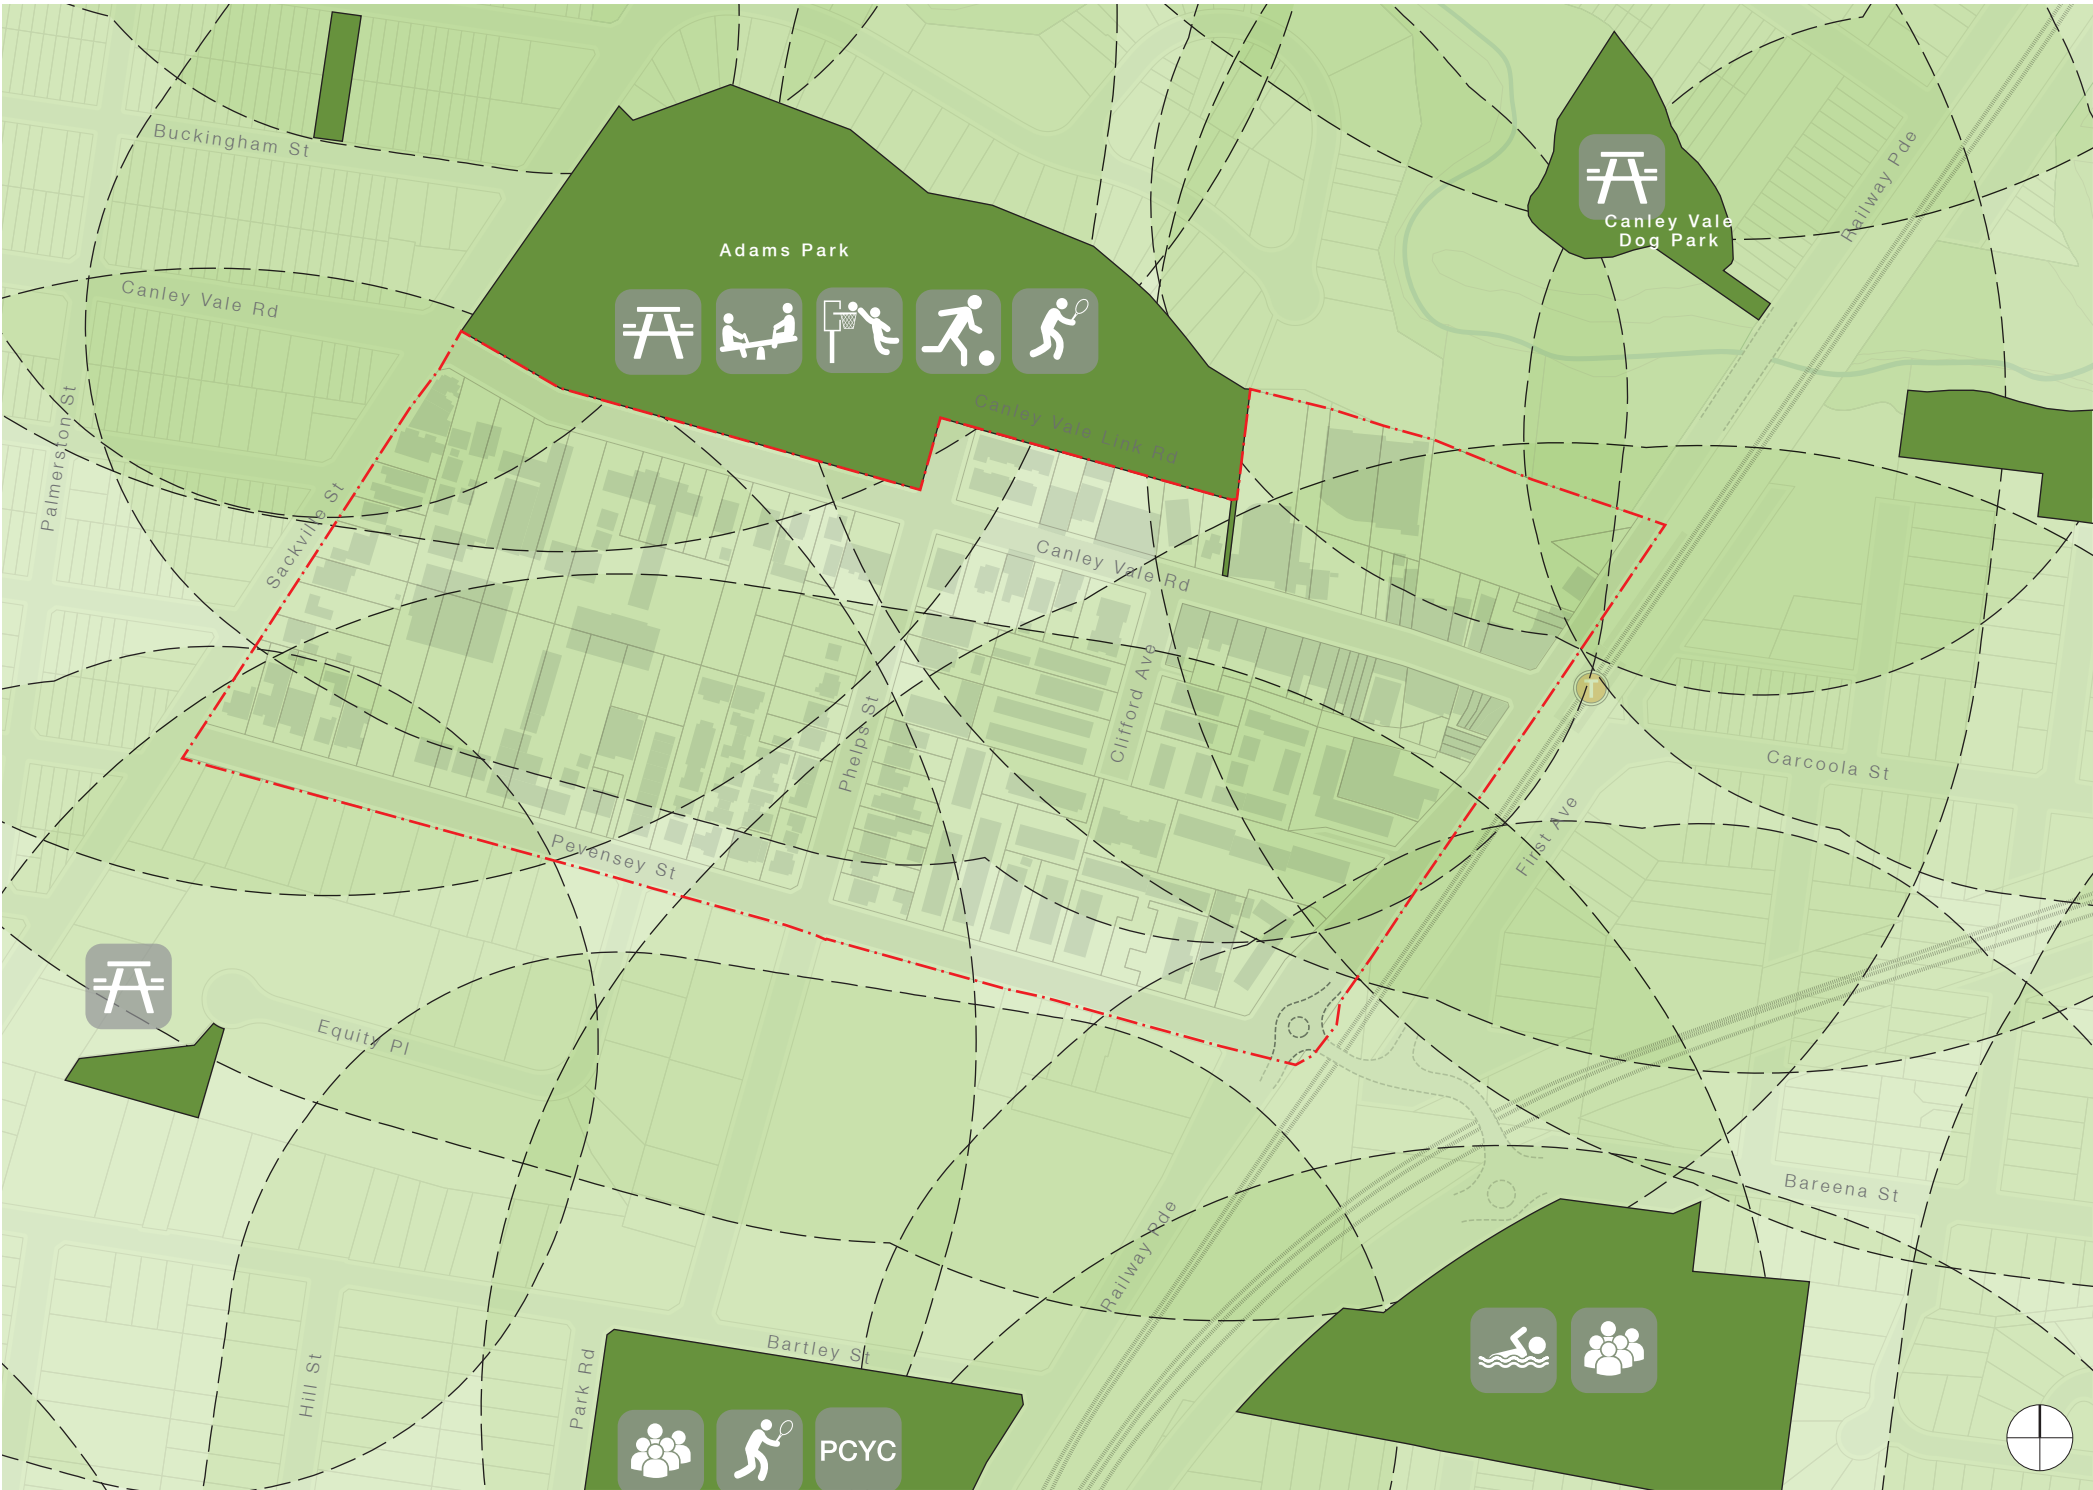 Buckingham St
Railway Pde
Canley Vale
Dog Park
Adams Park
Canley Vale Rd
Palmerston St
Canley Vale Link Rd
Sackville St
Canley Vale Rd
Clifford Ave
T
Phelps St
Carcoola St
First Ave
Pevensey St
Equity Pl
Bareena St
Railway Pde
Bartley St
Hill St
Park Rd
PCYC